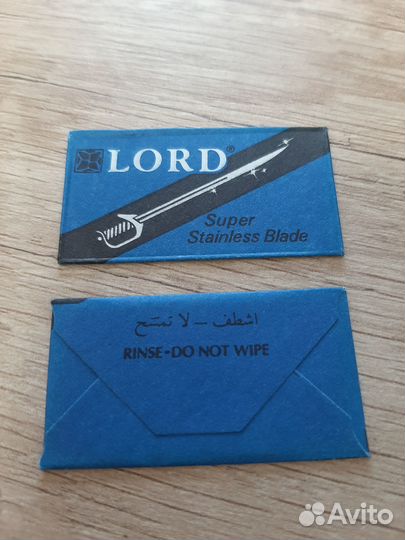 LORD®
Super
Stainless Blade
اشطف - لا تمسح
RINSE-DO NOT WIPE
Avito